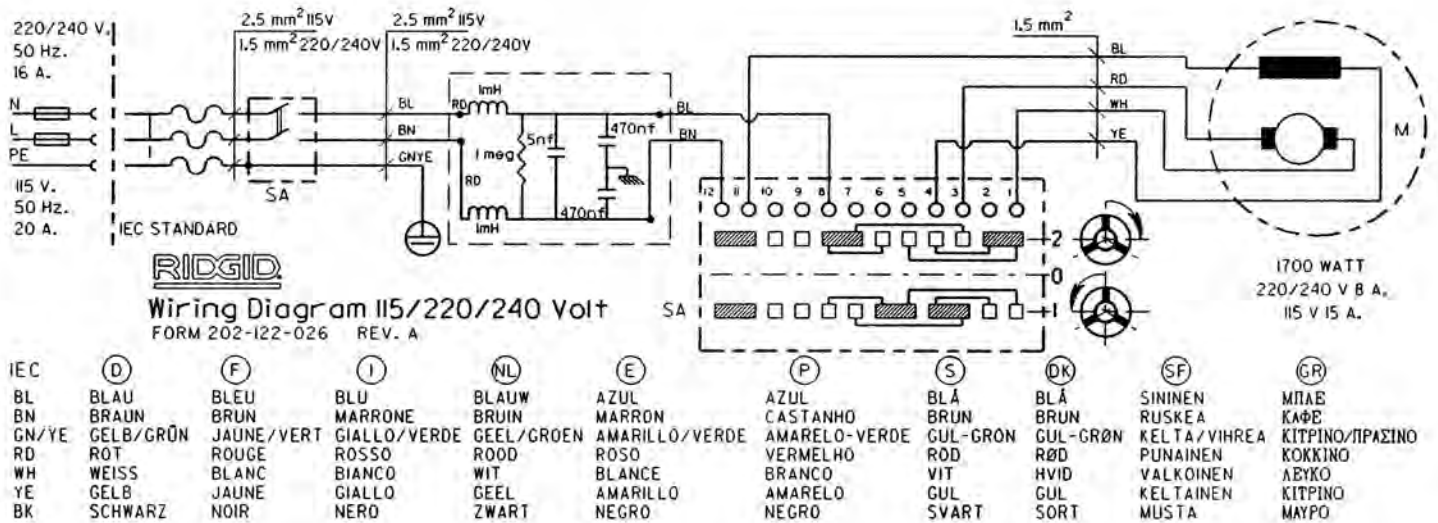 220/240 V.
50 Hz.
16 A.
N
L
PE
115 V.
50 Hz.
20 A.
IEC STANDARD
2.5 mm² 115V
1.5 mm² 220/240V
SA
2.5 mm² 115V
1.5 mm² 220/240V
BL
BN
GNYE
RD
1mH
5nf
470nf
1 meg
RD
1mH
470nf
BL
BN
12 11 10 9 8 7 6 5 4 3 2 1
2
0
SA
1
1.5 mm²
BL
RD
WH
YE
M
1700 WATT
220/240 V 8 A.
115 V 15 A.
RIDGID
Wiring Diagram 115/220/240 Volt
FORM 202-122-026 REV. A
IEC D F I NL E P S DK SF GR
BL BLAU BLEU BLU BLAUW AZUL AZUL BLÅ BLÅ SININEN ΜΠΛΕ
BN BRAUN BRUN MARRONE BRUIN MARRON CASTANHO BRUN BRUN RUSKEA ΚΑΦΕ
GN/YE GELB/GRÜN JAUNE/VERT GIALLO/VERDE GEEL/GROEN AMARILLO/VERDE AMARELO-VERDE GUL-GRÖN GUL-GRØN KELTA/VIHREA ΚΙΤΡΙΝΟ/ΠΡΑΣΙΝΟ
RD ROT ROUGE ROSSO ROOD ROSO VERMELHO RÖD RØD PUNAINEN ΚΟΚΚΙΝΟ
WH WEISS BLANC BIANCO WIT BLANCE BRANCO VIT HVID VALKOINEN ΛΕΥΚΟ
YE GELB JAUNE GIALLO GEEL AMARILLO AMARELO GUL GUL KELTAINEN ΚΙΤΡΙΝΟ
BK SCHWARZ NOIR NERO ZWART NEGRO NEGRO SVART SORT MUSTA ΜΑΥΡΟ